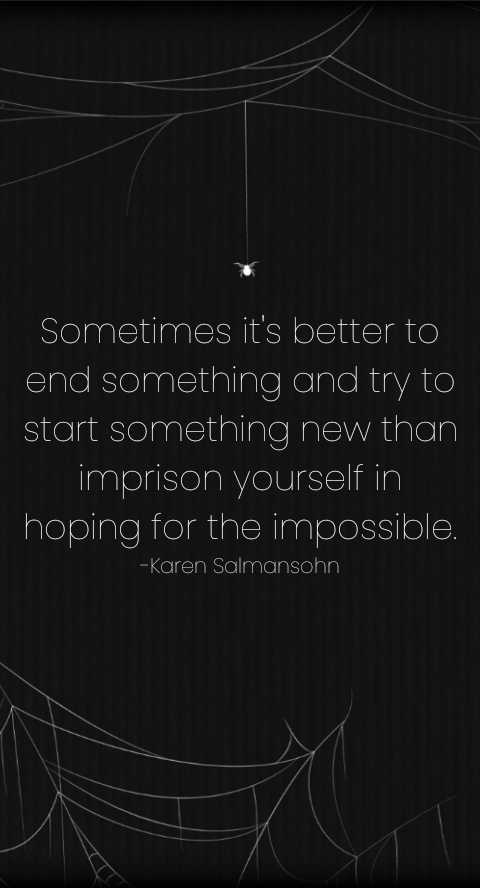 Sometimes it's better to
end something and try to
start something new than
imprison yourself in
hoping for the impossible.
-Karen Salmansohn